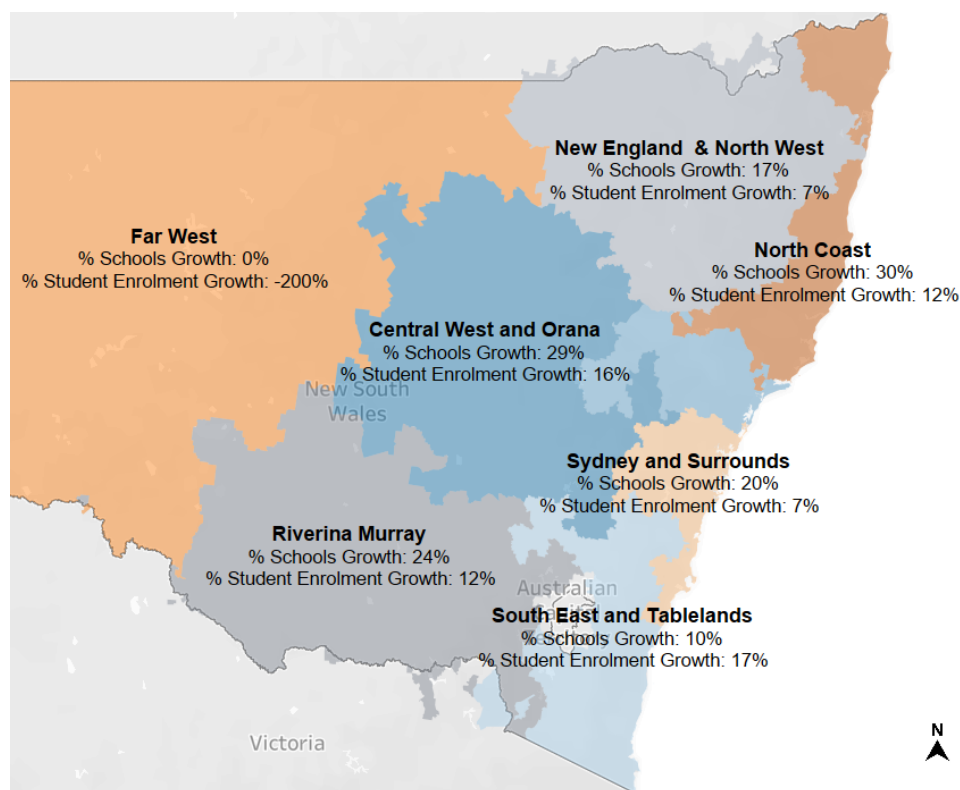 New England  & North West
% Schools Growth: 17%
% Student Enrolment Growth: 7%
Far West
% Schools Growth: 0%
% Student Enrolment Growth: -200%
North Coast
% Schools Growth: 30%
% Student Enrolment Growth: 12%
Central West and Orana
% Schools Growth: 29%
% Student Enrolment Growth: 16%
New South
Wales
Sydney and Surrounds
% Schools Growth: 20%
% Student Enrolment Growth: 7%
Riverina Murray
% Schools Growth: 24%
% Student Enrolment Growth: 12%
Australian
Capital
Territory
South East and Tablelands
% Schools Growth: 10%
% Student Enrolment Growth: 17%
Victoria
N